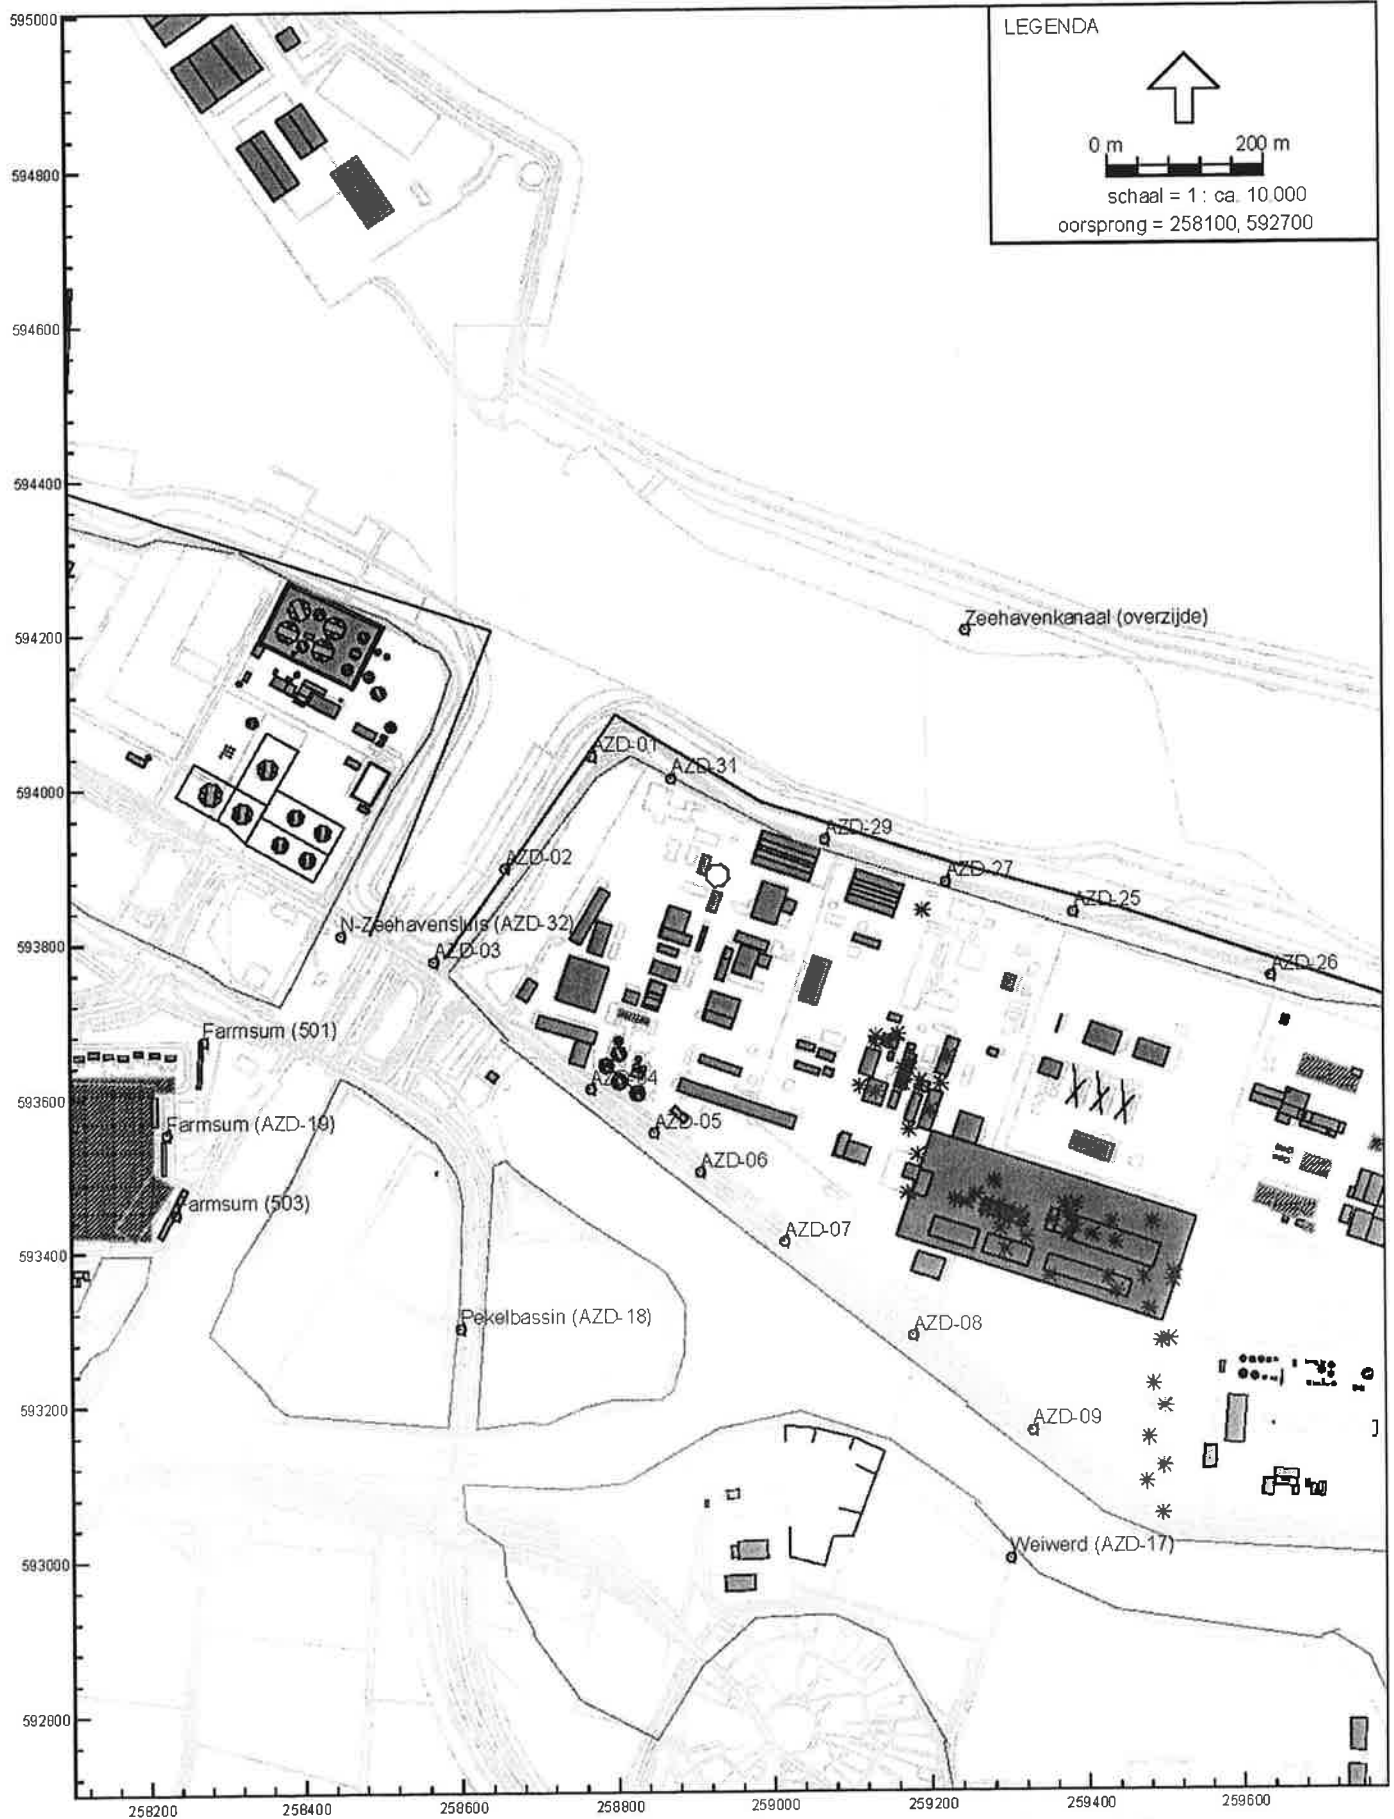 595000
LEGENDA
0 m
200 m
schaal = 1 : ca. 10.000
oorsprong = 258100, 592700
594800
594600
594400
Zeehavenkanaal (overzijde)
594200
AZD-01
AZD-31
594000
AZD-29
AZD-02
AZD-27
AZD-25
N-Zeehavensluis (AZD-32)
593800
AZD-03
AZD-26
Farmsum (501)
593600
Farmsum (AZD-19)
AZD-05
AZD-06
Farmsum (503)
AZD-07
593400
Pekelbassin (AZD-18)
AZD-08
593200
AZD-09
Weiwerd (AZD-17)
593000
592800
258200
258400
258600
258800
259000
259200
259400
259600